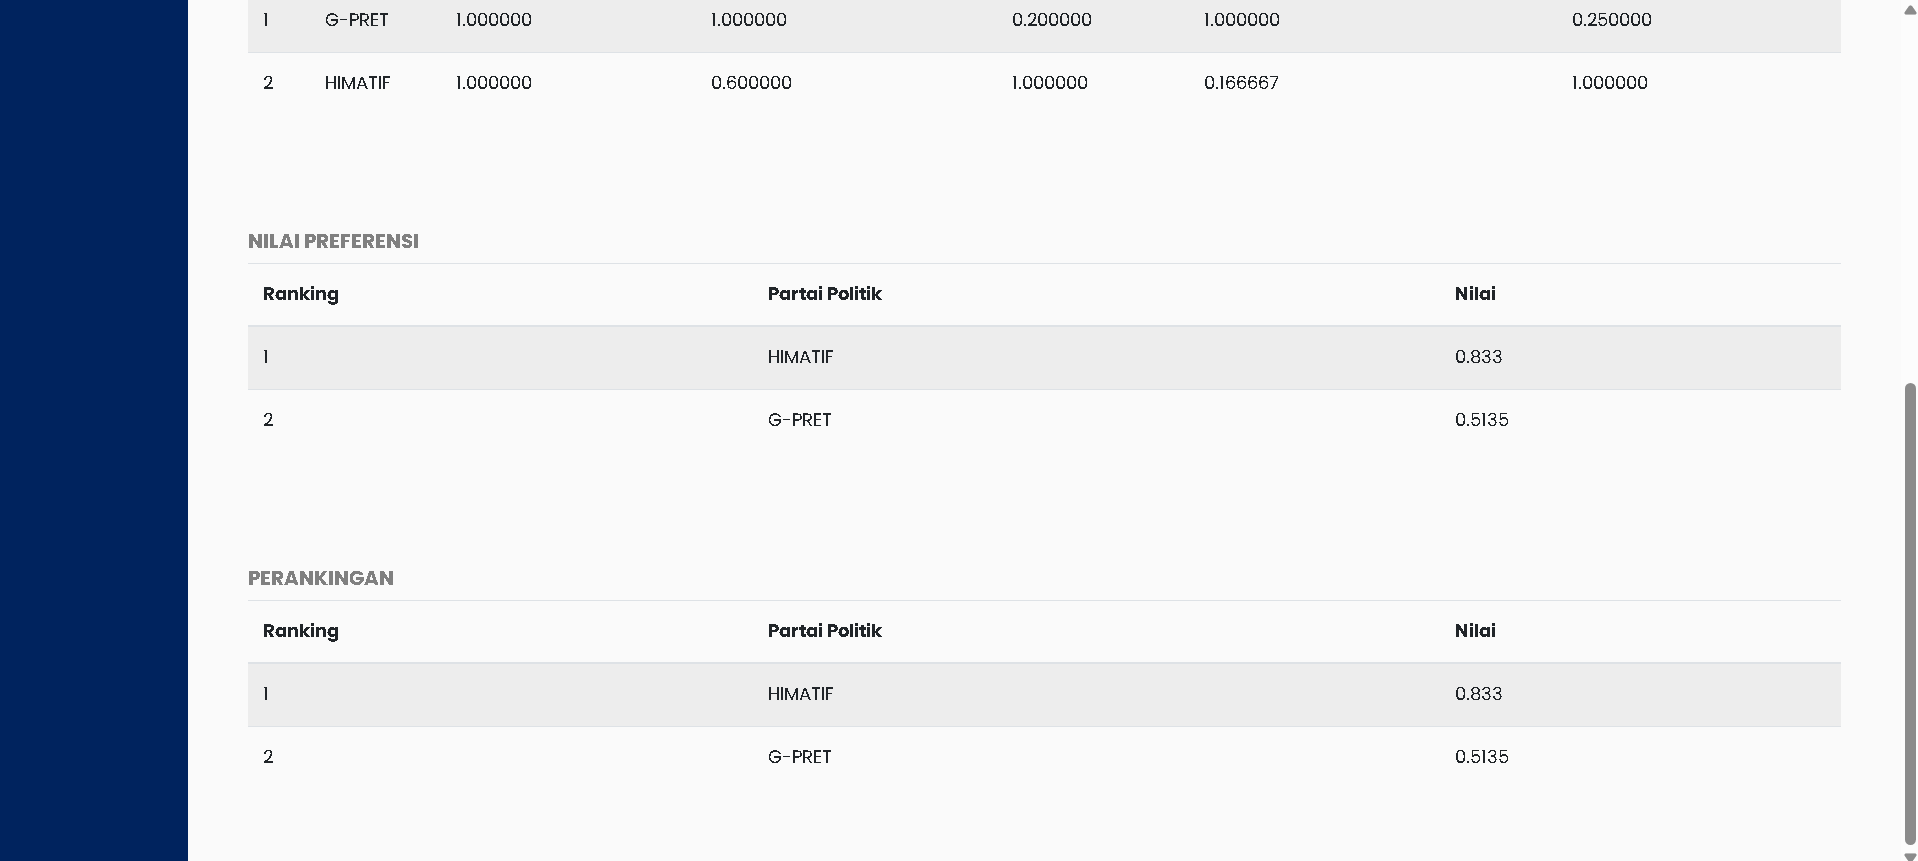 1 G-PRET 1.000000 1.000000 0.200000 1.000000 0.250000
2 HIMATIF 1.000000 0.600000 1.000000 0.166667 1.000000
NILAI PREFERENSI
Ranking Partai Politik Nilai
1 HIMATIF 0.833
2 G-PRET 0.5135
PERANKINGAN
Ranking Partai Politik Nilai
1 HIMATIF 0.833
2 G-PRET 0.5135